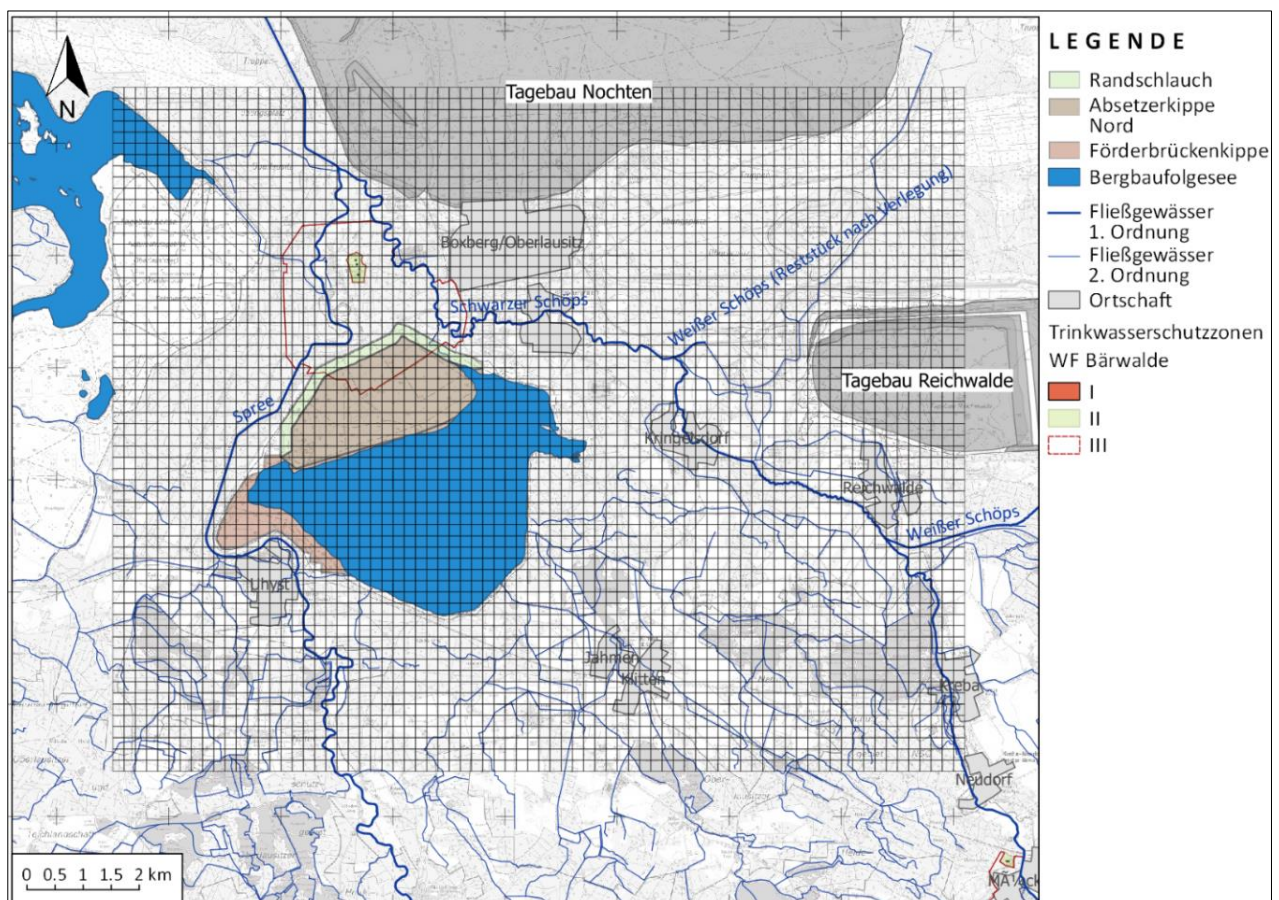 N
Tagebau Nochten
Boxberg/Oberlausitz
Schwarzer Schöps
Weißer Schöps (Reststück nach Verlegung)
Tagebau Reichwalde
Spree
Kringelsdorf
Reichwalde
Weißer Schöps
Uhyst
Jahmen
Klitten
Kreba
Neudorf
0 0.5 1 1.5 2 km
LEGENDE
Randschlauch
Absetzerkippe
Nord
Förderbrückenkippe
Bergbaufolgesee
Fließgewässer
1. Ordnung
Fließgewässer
2. Ordnung
Ortschaft
Trinkwasserschutzzonen
WF Bärwalde
I
II
III